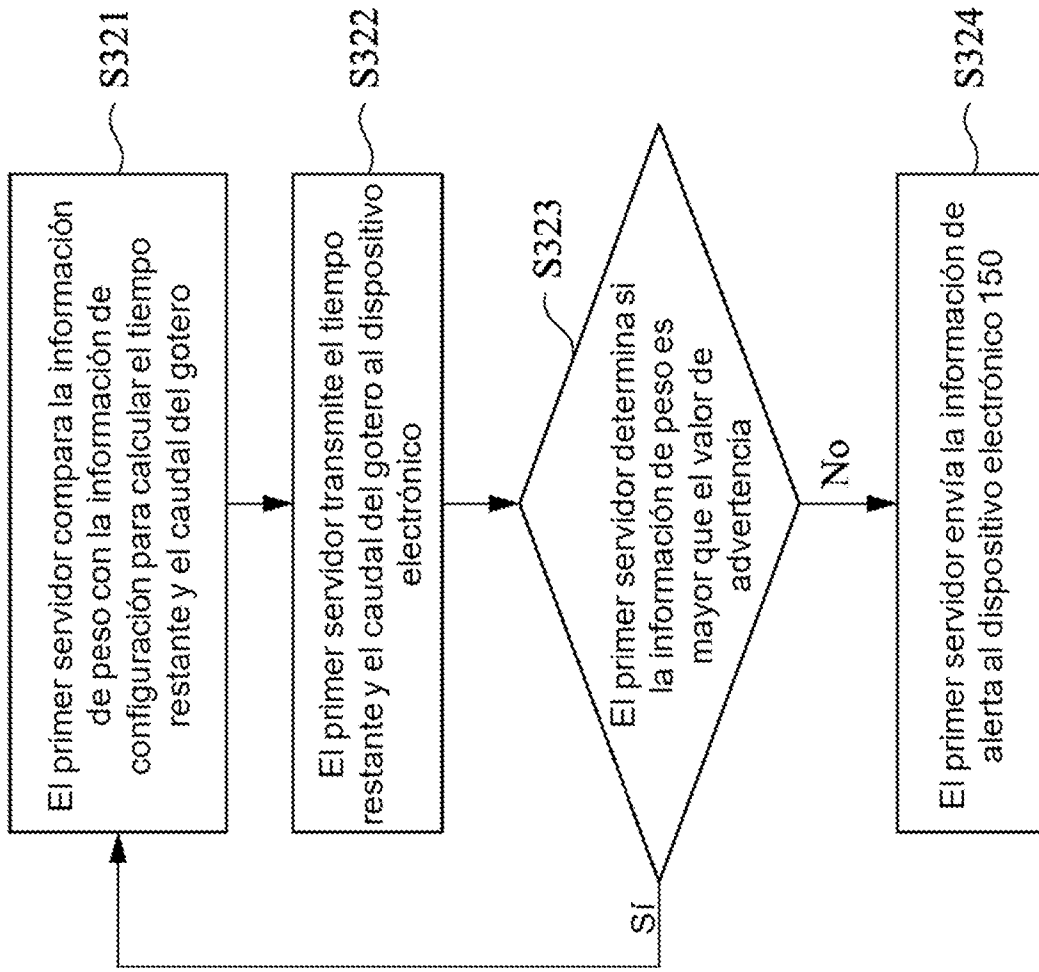 S321
El primer servidor compara la información
de peso con la información de
configuración para calcular el tiempo
restante y el caudal del gotero
S322
El primer servidor transmite el tiempo
restante y el caudal del gotero al dispositivo
electrónico
S323
El primer servidor determina si
la información de peso es
mayor que el valor de
advertencia
Sí
No
S324
El primer servidor envía la información de
alerta al dispositivo electrónico 150